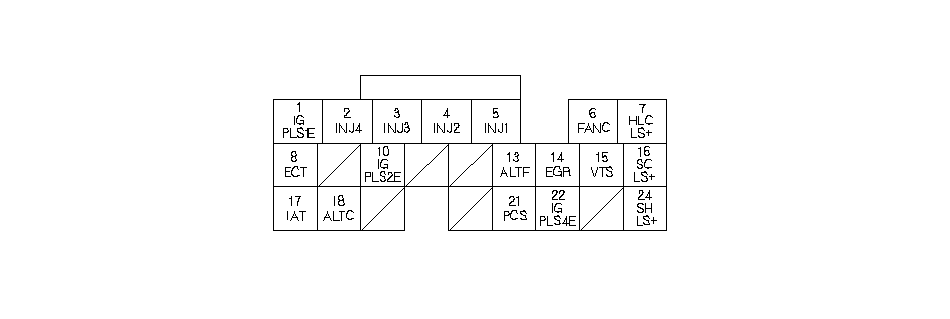 1 2 3 4 5 6 7
IG PLS1E INJ4 INJ3 INJ2 INJ1 FANC HLC LS+
8 10 13 14 15 16
ECT IG PLS2E ALTF EGR VTS SC LS+
17 18 21 22 24
IAT ALTC PCS IG PLS4E SH LS+